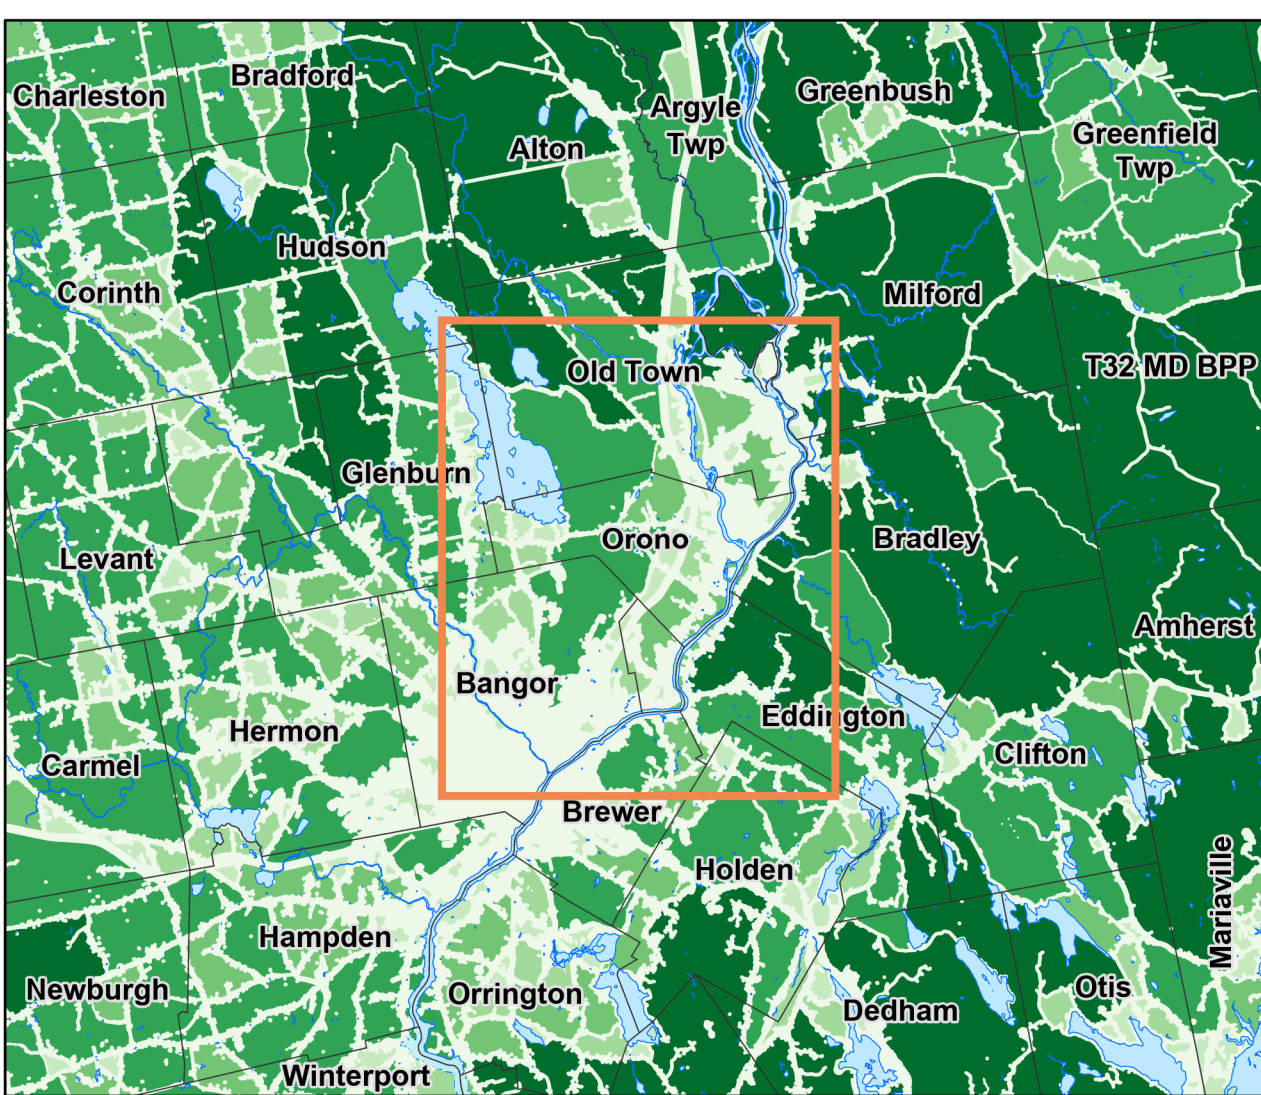 Bradford
Charleston
Greenbush
Argyle
Twp
Greenfield
Twp
Alton
Hudson
Corinth
Milford
Old Town
T32 MD BPP
Glenburn
Orono
Bradley
Levant
Amherst
Bangor
Eddington
Hermon
Clifton
Carmel
Brewer
Holden
Mariaville
Hampden
Newburgh
Orrington
Otis
Dedham
Winterport